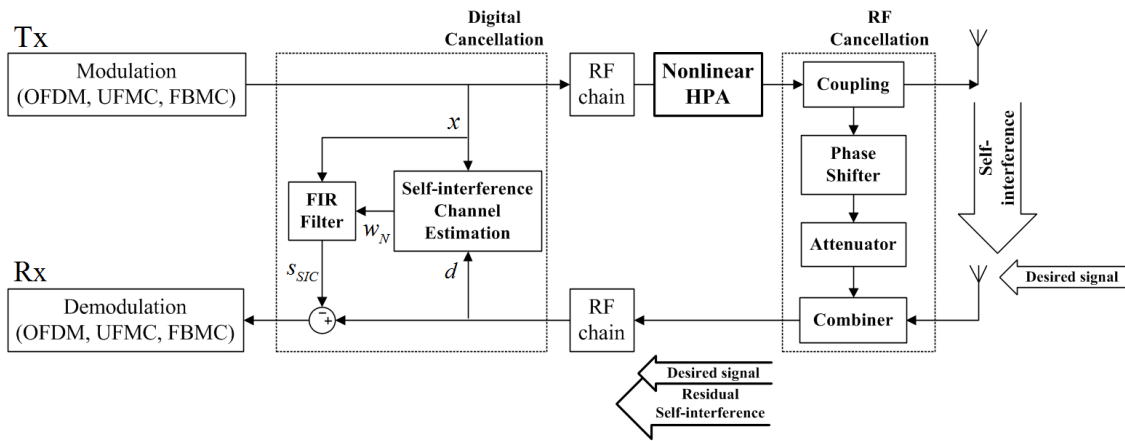 Tx
Modulation
(OFDM, UFMC, FBMC)
Digital
Cancellation
RF
chain
Nonlinear
HPA
RF
Cancellation
Coupling
Phase
Shifter
Attenuator
Combiner
Self-
interference
Desired signal
x
FIR
Filter
w_N
Self-interference
Channel
Estimation
s_SIC
d
Rx
Demodulation
(OFDM, UFMC, FBMC)
−
+
RF
chain
Desired signal
Residual
Self-interference